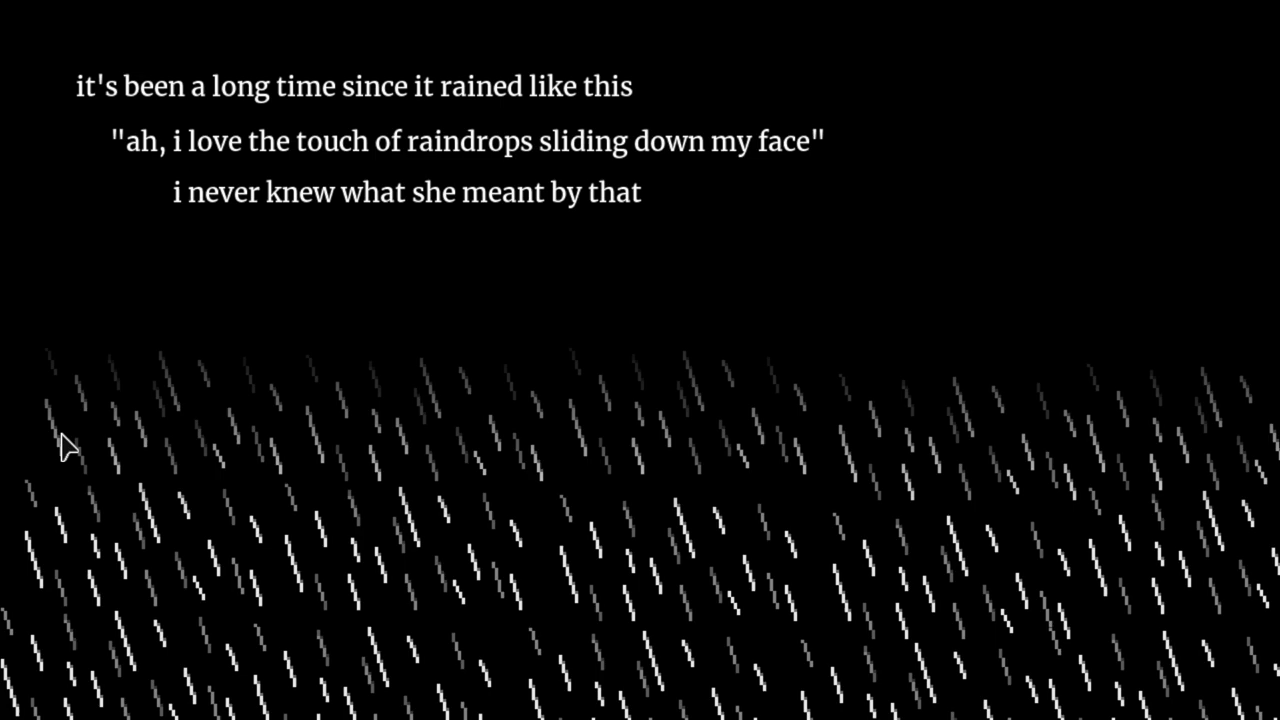 it's been a long time since it rained like this
"ah, i love the touch of raindrops sliding down my face"
i never knew what she meant by that